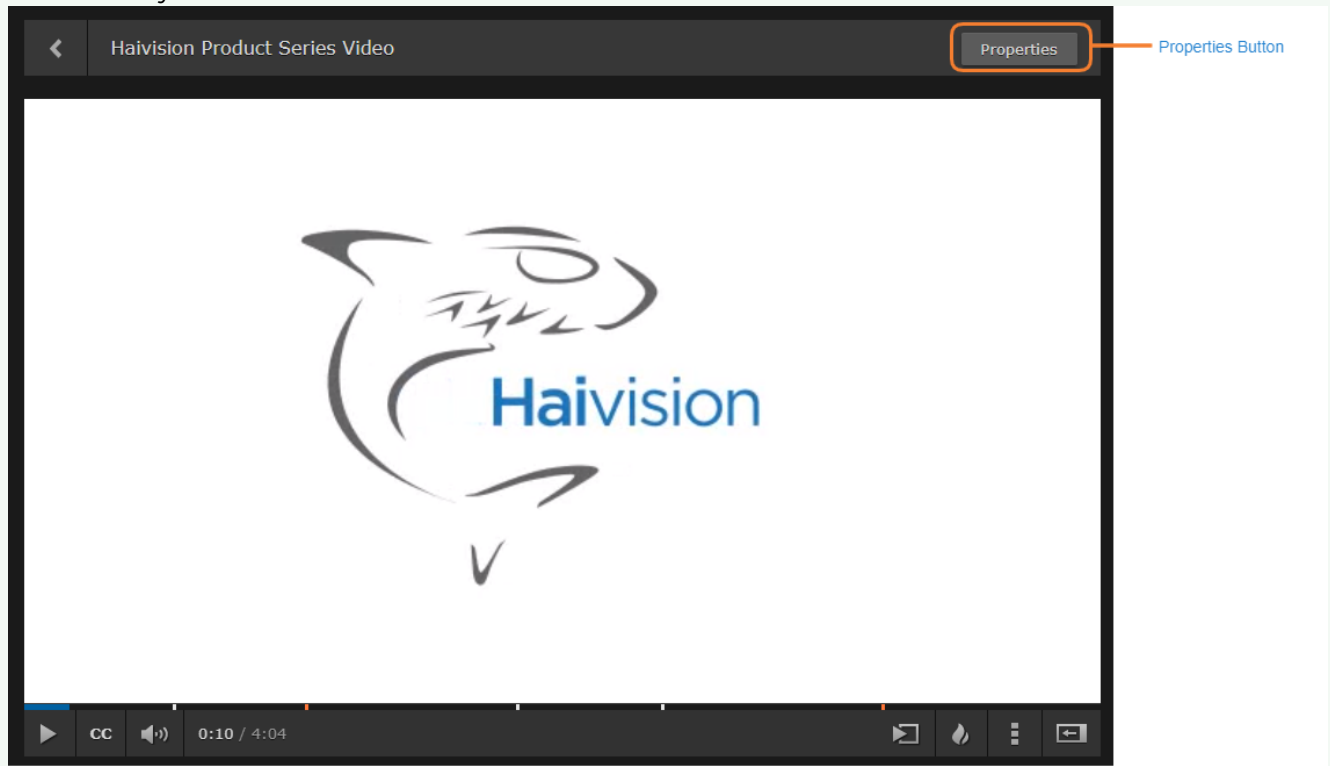 Haivision Product Series Video
Properties
Properties Button
Haivision
CC
0:10 / 4:04